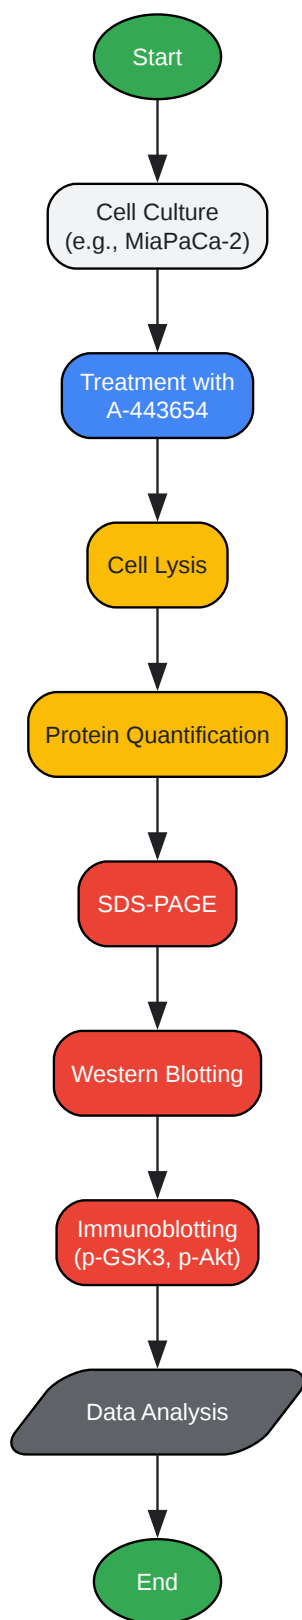 Start
Cell Culture
(e.g., MiaPaCa-2)
Treatment with
A-443654
Cell Lysis
Protein Quantification
SDS-PAGE
Western Blotting
Immunoblotting
(p-GSK3, p-Akt)
Data Analysis
End